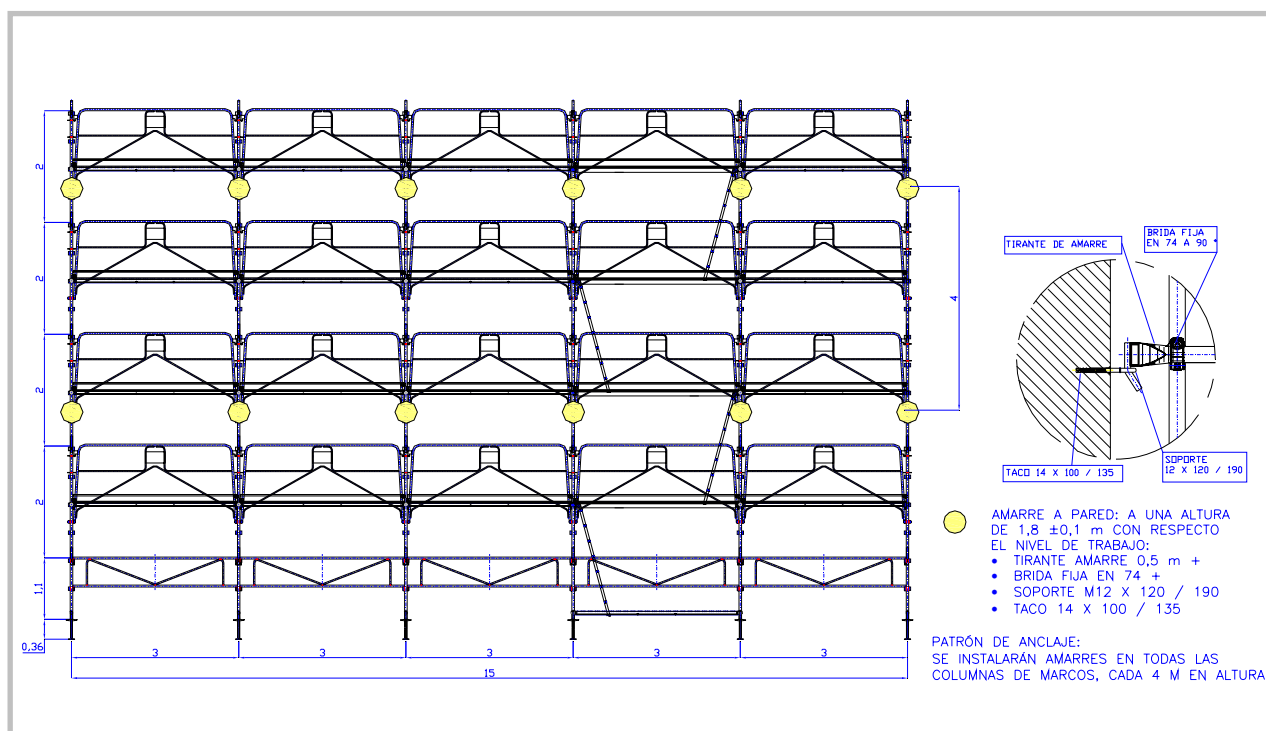 2
2
2
2
1,1
0,36
3
3
3
3
3
15
4
TIRANTE DE AMARRE
BRIDA FIJA
EN 74 A 90 °
TACO 14 X 100 / 135
SOPORTE
12 X 120 / 190
AMARRE A PARED: A UNA ALTURA
DE 1,8 ±0,1 m CON RESPECTO
EL NIVEL DE TRABAJO:
• TIRANTE AMARRE 0,5 m +
• BRIDA FIJA EN 74 +
• SOPORTE M12 X 120 / 190
• TACO 14 X 100 / 135
PATRÓN DE ANCLAJE:
SE INSTALARÁN AMARRES EN TODAS LAS
COLUMNAS DE MARCOS, CADA 4 M EN ALTURA